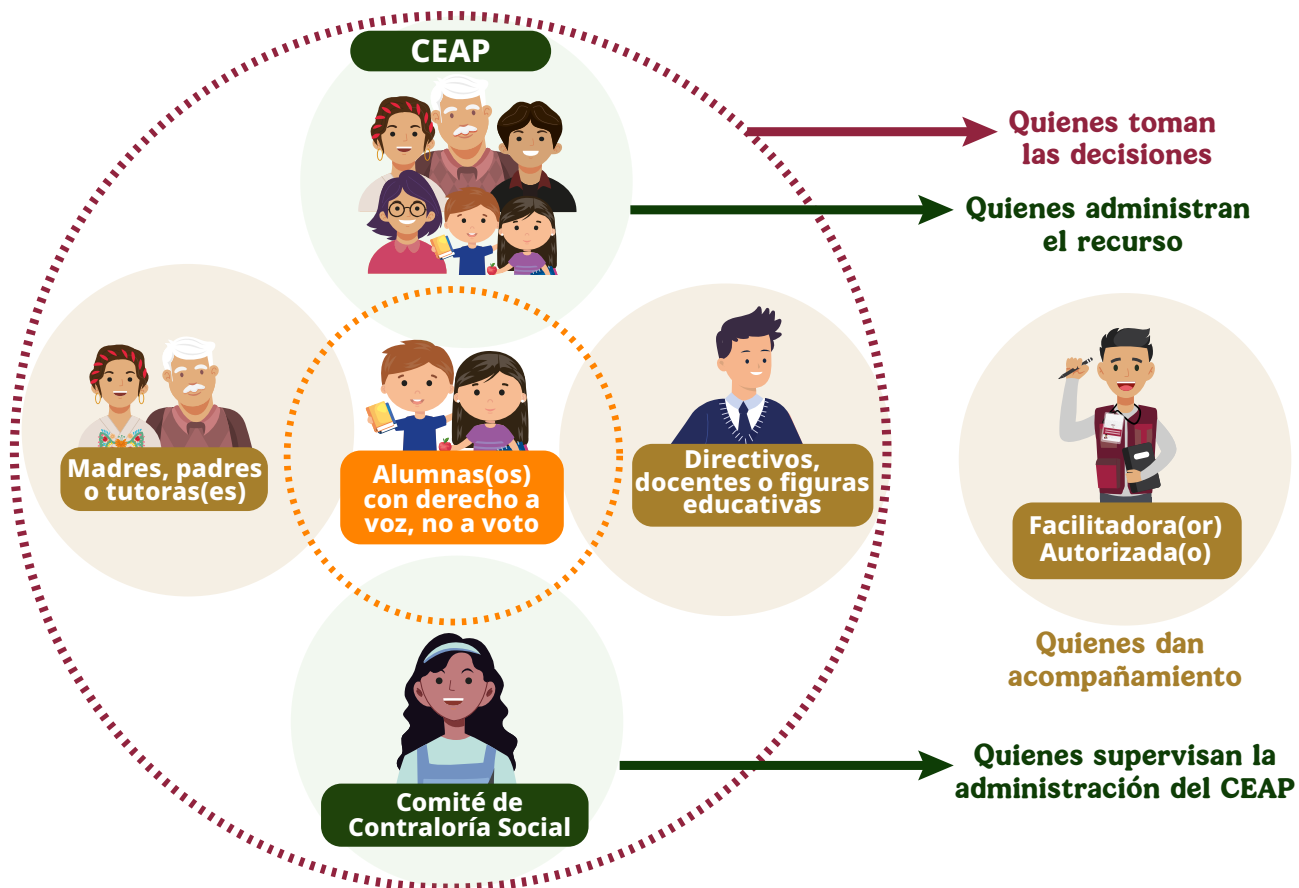 CEAP
Quienes toman
las decisiones
Quienes administran
el recurso
Madres, padres
o tutoras(es)
Alumnas(os)
con derecho a
voz, no a voto
Directivos,
docentes o figuras
educativas
Facilitadora(or)
Autorizada(o)
Quienes dan
acompañamiento
Comité de
Contraloría Social
Quienes supervisan la
administración del CEAP